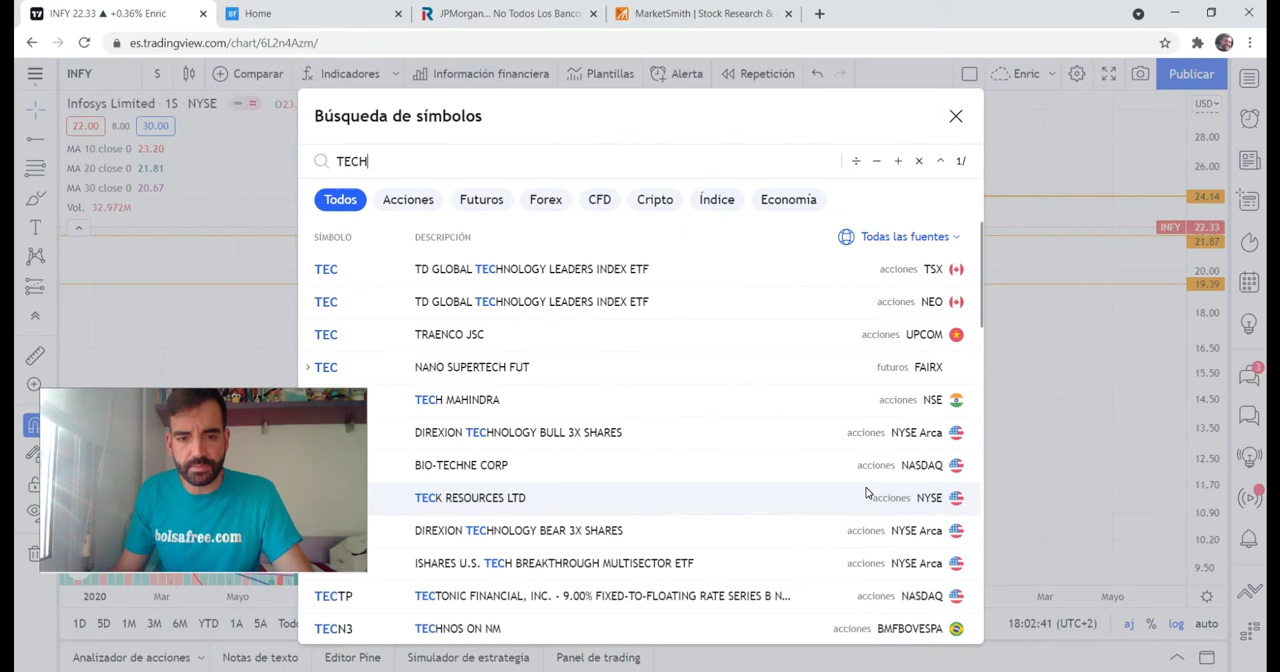 INFY 22.33 ▲ +0.36% Enric
Home
JPMorgan... No Todos Los Banco
MarketSmith | Stock Research &
es.tradingview.com/chart/6L2n4Azm/
INFY S Comparar Indicadores Información financiera Plantillas Alerta Repetición Enric Publicar
Infosys Limited · 1S · NYSE O23.
22.00 8.00 30.00
MA 10 close 0 23.20
MA 20 close 0 21.81
MA 30 close 0 20.67
Vol. 32.972M
Búsqueda de símbolos
TECH 1/
Todos Acciones Futuros Forex CFD Cripto Índice Economía
SÍMBOLO DESCRIPCIÓN Todas las fuentes
TEC TD GLOBAL TECHNOLOGY LEADERS INDEX ETF acciones TSX
TEC TD GLOBAL TECHNOLOGY LEADERS INDEX ETF acciones NEO
TEC TRAENCO JSC acciones UPCOM
TEC NANO SUPERTECH FUT futuros FAIRX
TECH MAHINDRA acciones NSE
DIREXION TECHNOLOGY BULL 3X SHARES acciones NYSE Arca
BIO-TECHNE CORP acciones NASDAQ
TECK RESOURCES LTD acciones NYSE
DIREXION TECHNOLOGY BEAR 3X SHARES acciones NYSE Arca
ISHARES U.S. TECH BREAKTHROUGH MULTISECTOR ETF acciones NYSE Arca
TECTP TECTONIC FINANCIAL, INC. - 9.00% FIXED-TO-FLOATING RATE SERIES B N... acciones NASDAQ
TECN3 TECHNOS ON NM acciones BMFBOVESPA
USD
28.00
26.00
24.14
INFY 22.33
21.87
20.00
19.39
18.00
16.50
15.50
14.50
13.50
12.50
11.70
10.90
10.20
9.50
3
bolsafree.com
2020 Mar Mayo Mar Mayo
1D 5D 1M 3M 6M YTD 1A 5A Todo 18:02:41 (UTC+2) aj % log auto
Analizador de acciones Notas de texto Editor Pine Simulador de estrategia Panel de trading